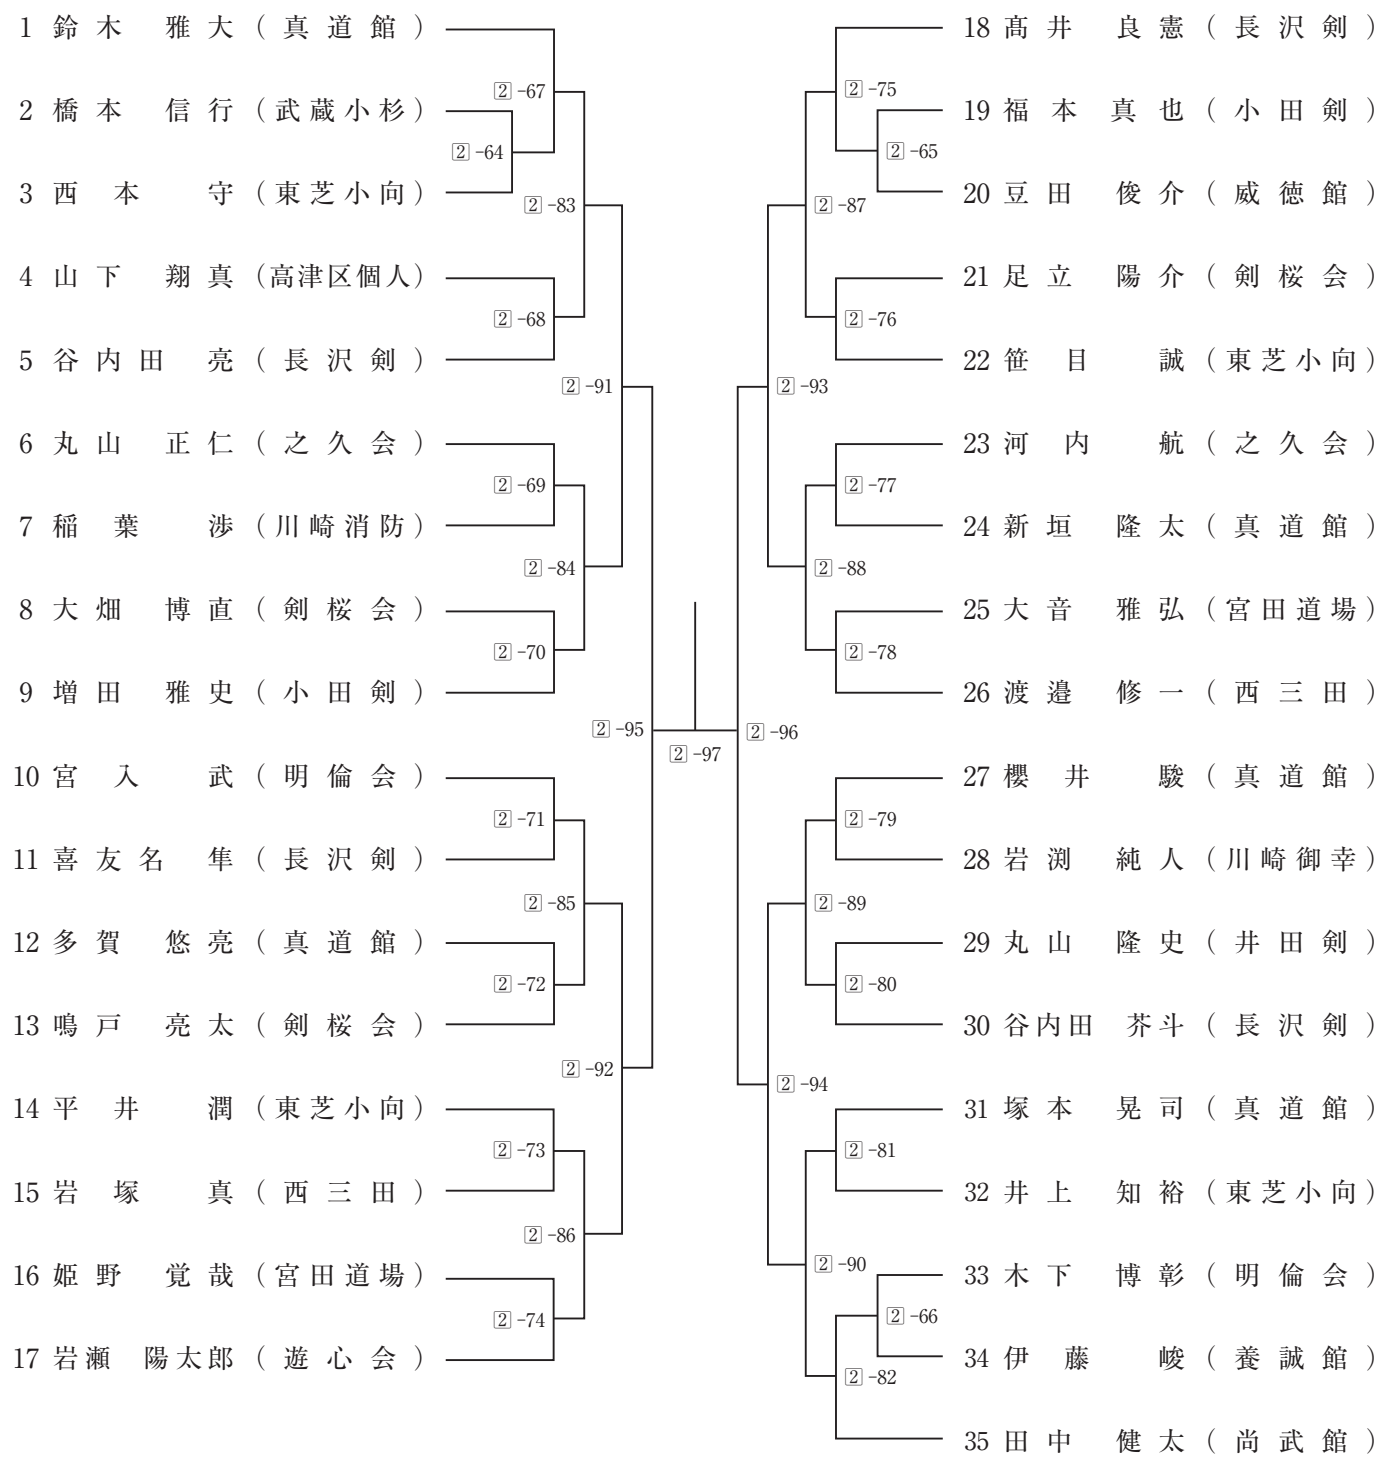 1 鈴木 雅大（真道館）
2 橋本 信行（武蔵小杉）
3 西本 守（東芝小向）
4 山下 翔真（高津区個人）
5 谷内田 亮（長沢剣）
6 丸山 正仁（之久会）
7 稲葉 渉（川崎消防）
8 大畑 博直（剣桜会）
9 増田 雅史（小田剣）
10 宮入 武（明倫会）
11 喜友名 隼（長沢剣）
12 多賀 悠亮（真道館）
13 鳴戸 亮太（剣桜会）
14 平井 潤（東芝小向）
15 岩塚 真（西三田）
16 姫野 覚哉（宮田道場）
17 岩瀬 陽太郎（遊心会）
2-67
2-64
2-83
2-68
2-91
2-69
2-84
2-70
2-95
2-71
2-85
2-72
2-92
2-73
2-86
2-74
2-97
2-75
2-65
2-87
2-76
2-93
2-77
2-88
2-78
2-96
2-79
2-89
2-80
2-94
2-81
2-90
2-66
2-82
18 髙井 良憲（長沢剣）
19 福本 真也（小田剣）
20 豆田 俊介（威徳館）
21 足立 陽介（剣桜会）
22 笹目 誠（東芝小向）
23 河内 航（之久会）
24 新垣 隆太（真道館）
25 大音 雅弘（宮田道場）
26 渡邉 修一（西三田）
27 櫻井 駿（真道館）
28 岩渕 純人（川崎御幸）
29 丸山 隆史（井田剣）
30 谷内田 芥斗（長沢剣）
31 塚本 晃司（真道館）
32 井上 知裕（東芝小向）
33 木下 博彰（明倫会）
34 伊藤 峻（養誠館）
35 田中 健太（尚武館）